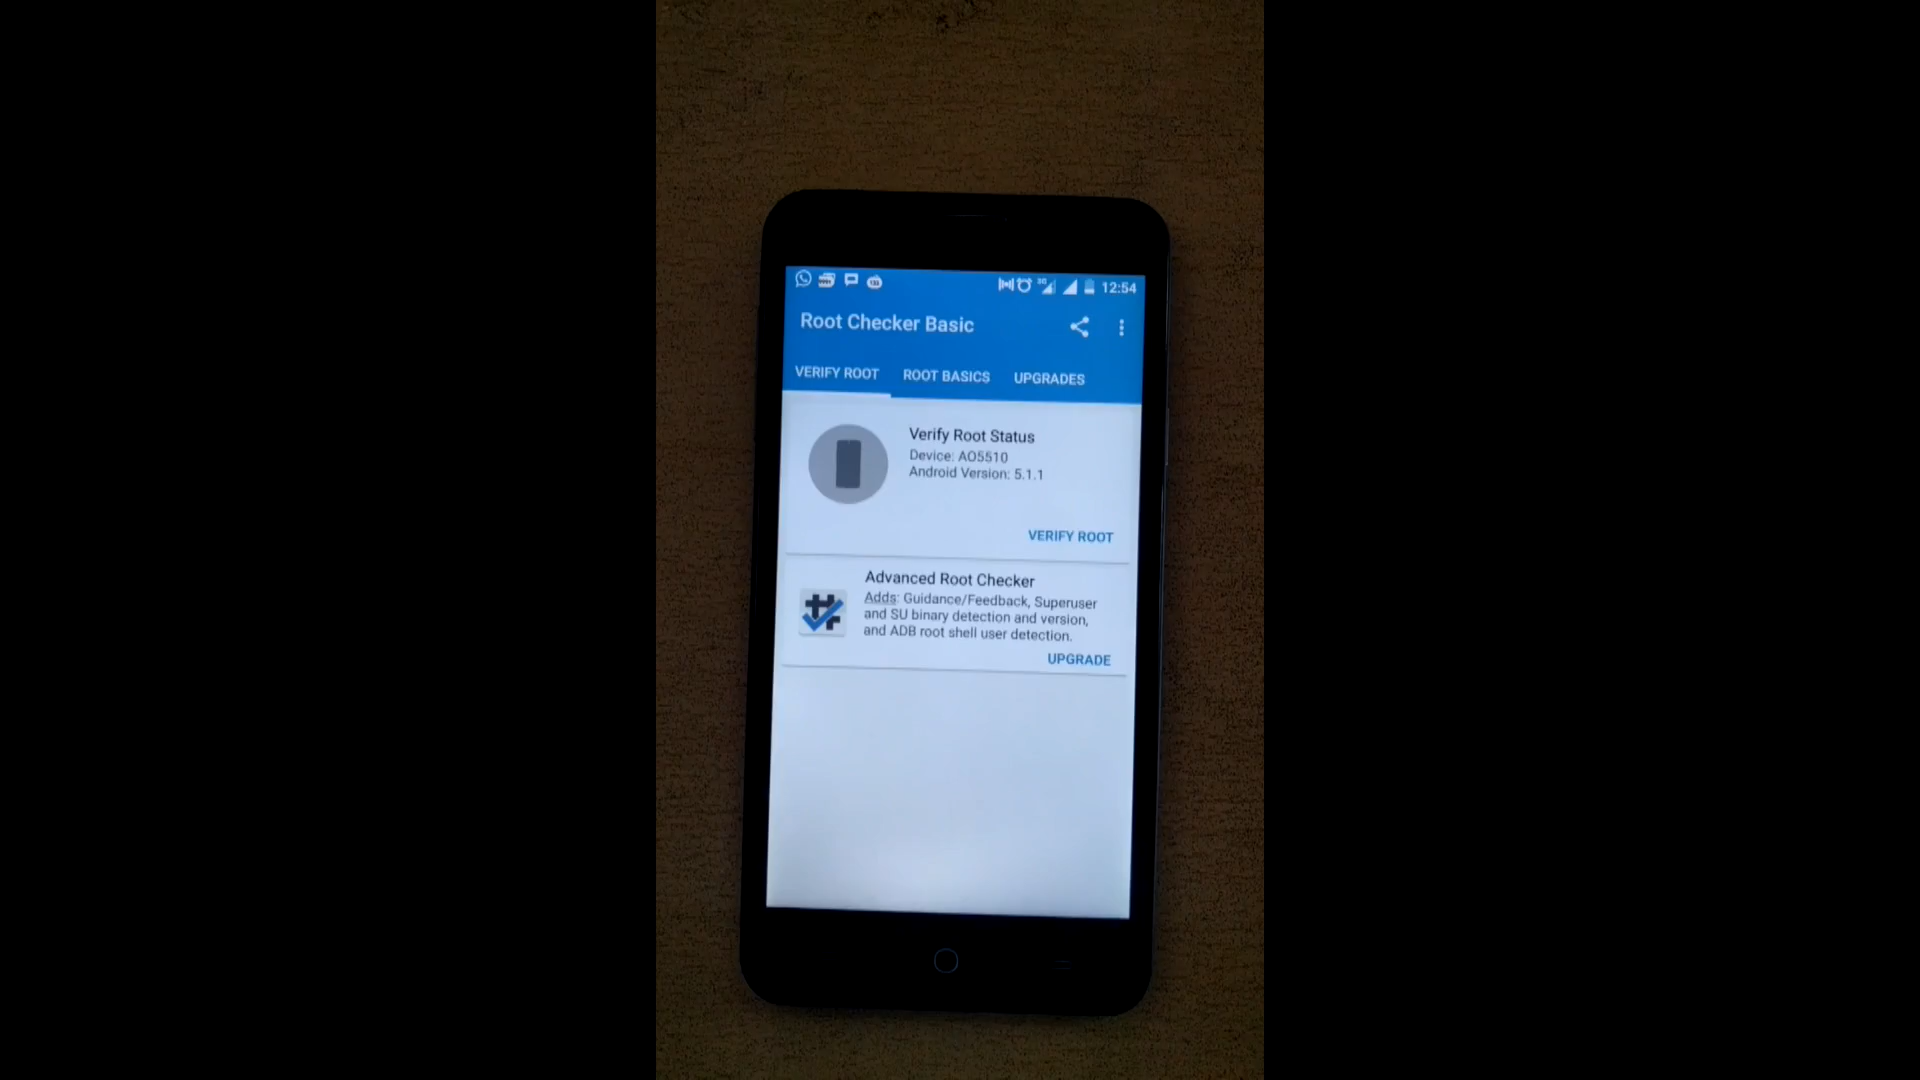 12:54
Root Checker Basic
VERIFY ROOT ROOT BASICS UPGRADES
Verify Root Status
Device: AO5510
Android Version: 5.1.1
VERIFY ROOT
Advanced Root Checker
Adds: Guidance/Feedback, Superuser
and SU binary detection and version,
and ADB root shell user detection.
UPGRADE